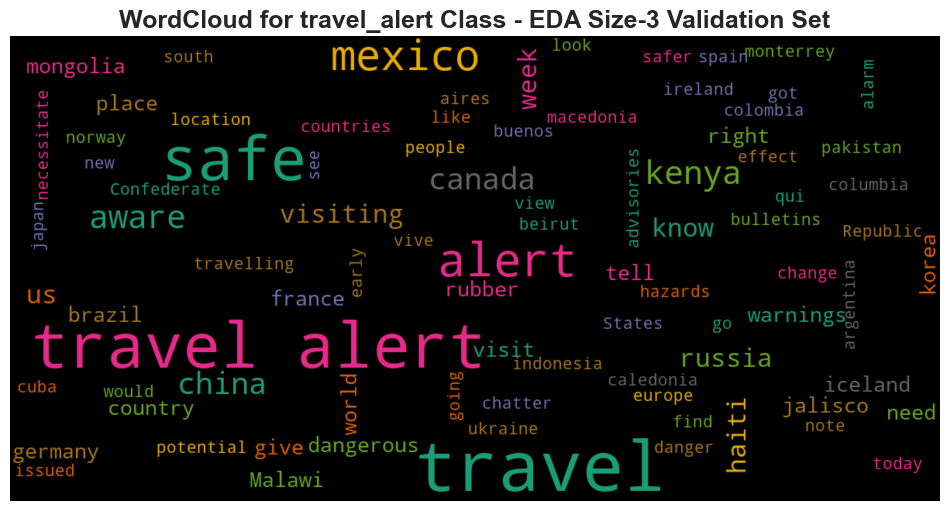 WordCloud for travel_alert Class - EDA Size-3 Validation Set
mongolia
south
mexico
week
look
safer
spain
monterrey
alarm
necessitate
place
location
aires
like
ireland
got
colombia
countries
buenos
macedonia
norway
new
safe
see
people
right
effect
pakistan
Confederate
canada
kenya
columbia
japan
aware
visiting
view
beirut
advisories
know
qui
bulletins
Republic
vive
travelling
early
alert
tell
change
korea
us
france
rubber
hazards
argentina
brazil
States
go
warnings
travel alert
visit
indonesia
russia
cuba
would
china
world
going
chatter
caledonia
europe
iceland
country
haiti
jalisco
need
germany
potential
give
dangerous
ukraine
find
danger
note
issued
Malawi
travel
today